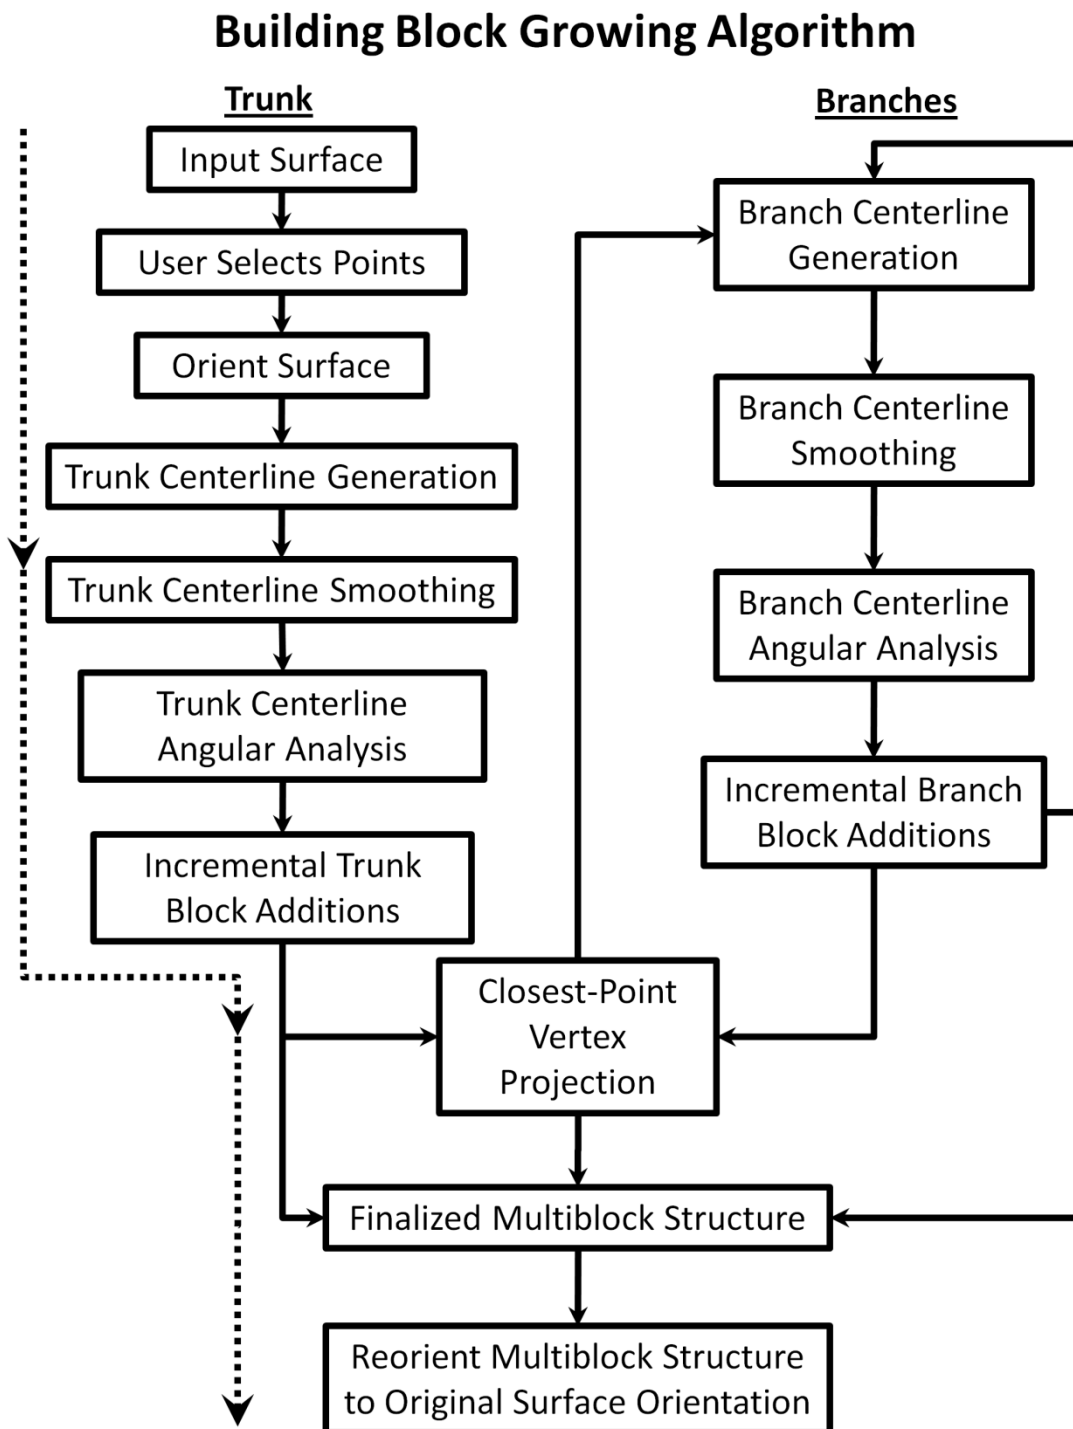 Building Block Growing Algorithm
Trunk
Input Surface
User Selects Points
Orient Surface
Trunk Centerline Generation
Trunk Centerline Smoothing
Trunk Centerline
Angular Analysis
Incremental Trunk
Block Additions
Branches
Branch Centerline
Generation
Branch Centerline
Smoothing
Branch Centerline
Angular Analysis
Incremental Branch
Block Additions
Closest-Point
Vertex
Projection
Finalized Multiblock Structure
Reorient Multiblock Structure
to Original Surface Orientation